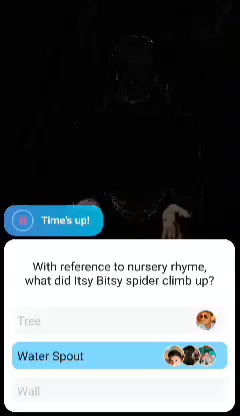 Time's up!
With reference to nursery rhyme,
what did Itsy Bitsy spider climb up?
Tree
Water Spout
Wall